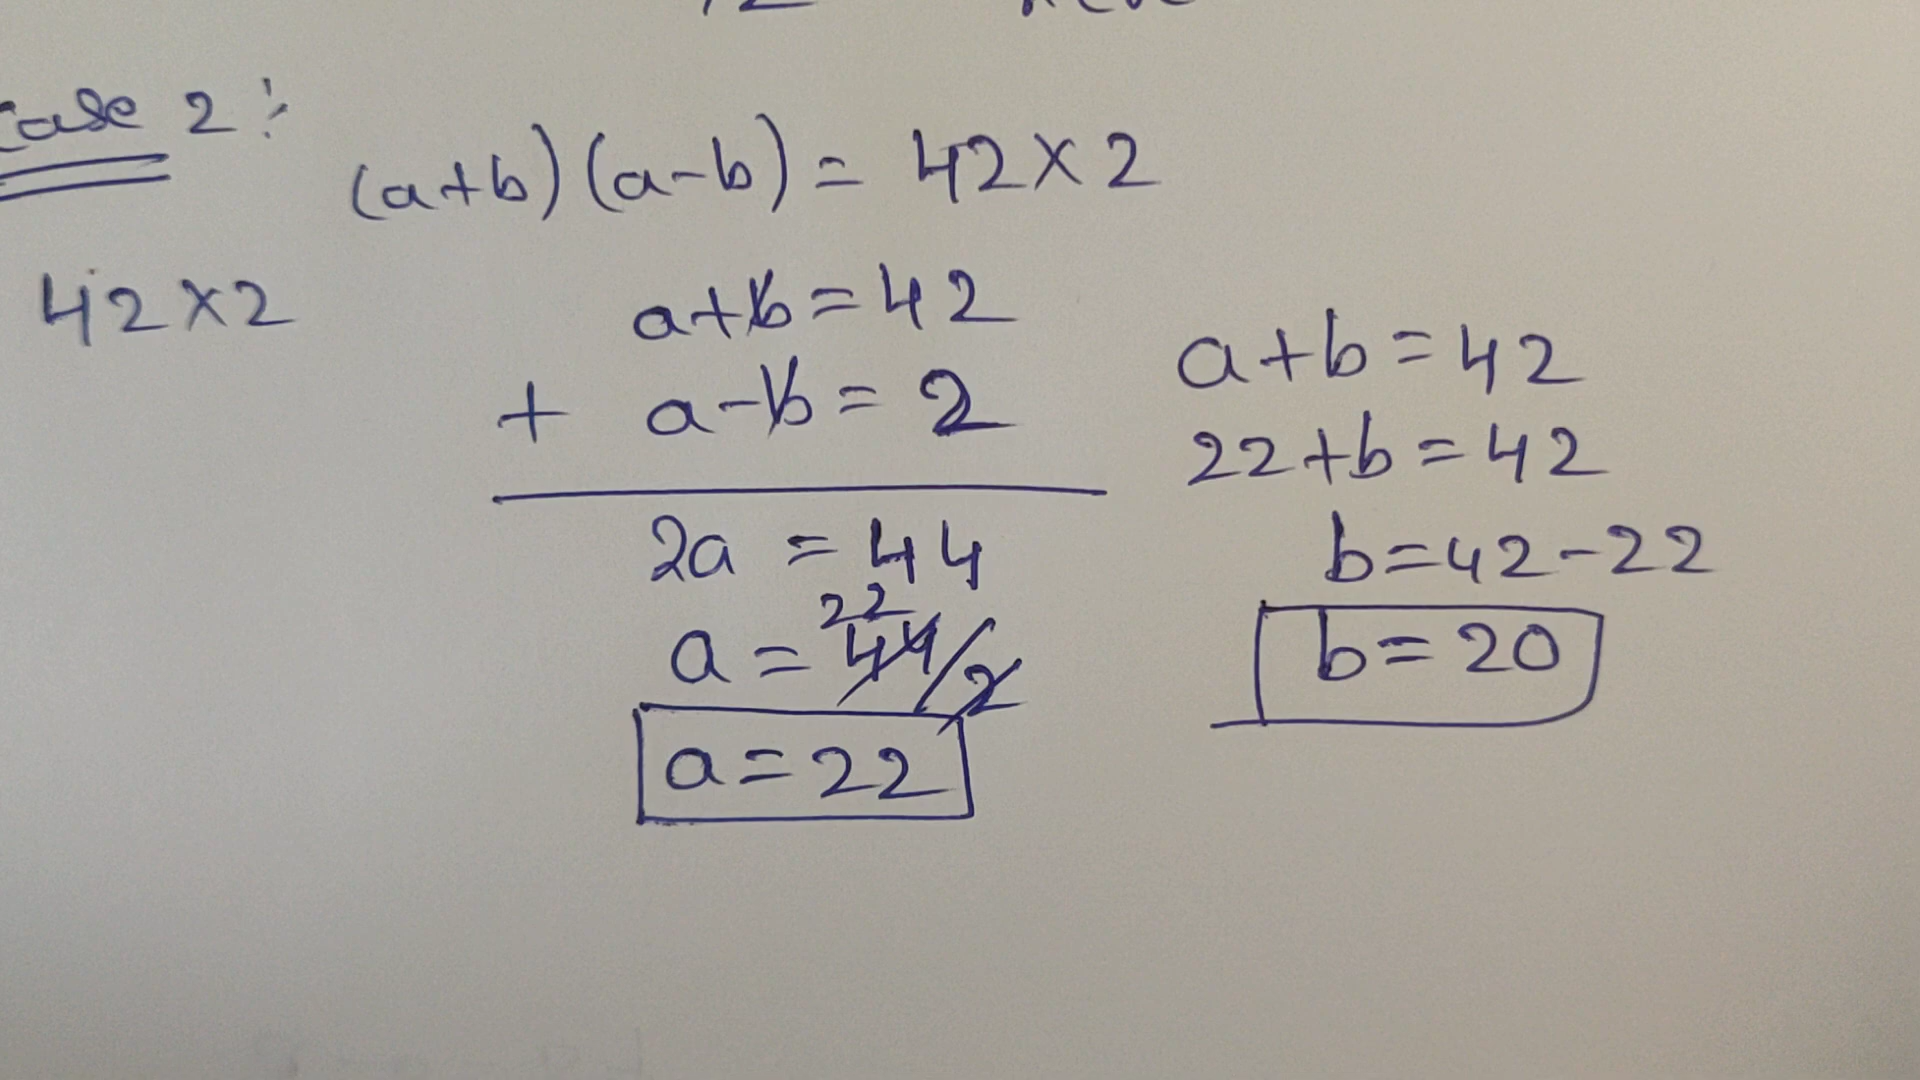 Case 2:
(a+b)(a-b) = 42×2
42×2
a+b=42
+ a-b=2
2a = 44
22
a = 44/2
a=22
a+b=42
22+b=42
b=42-22
b=20